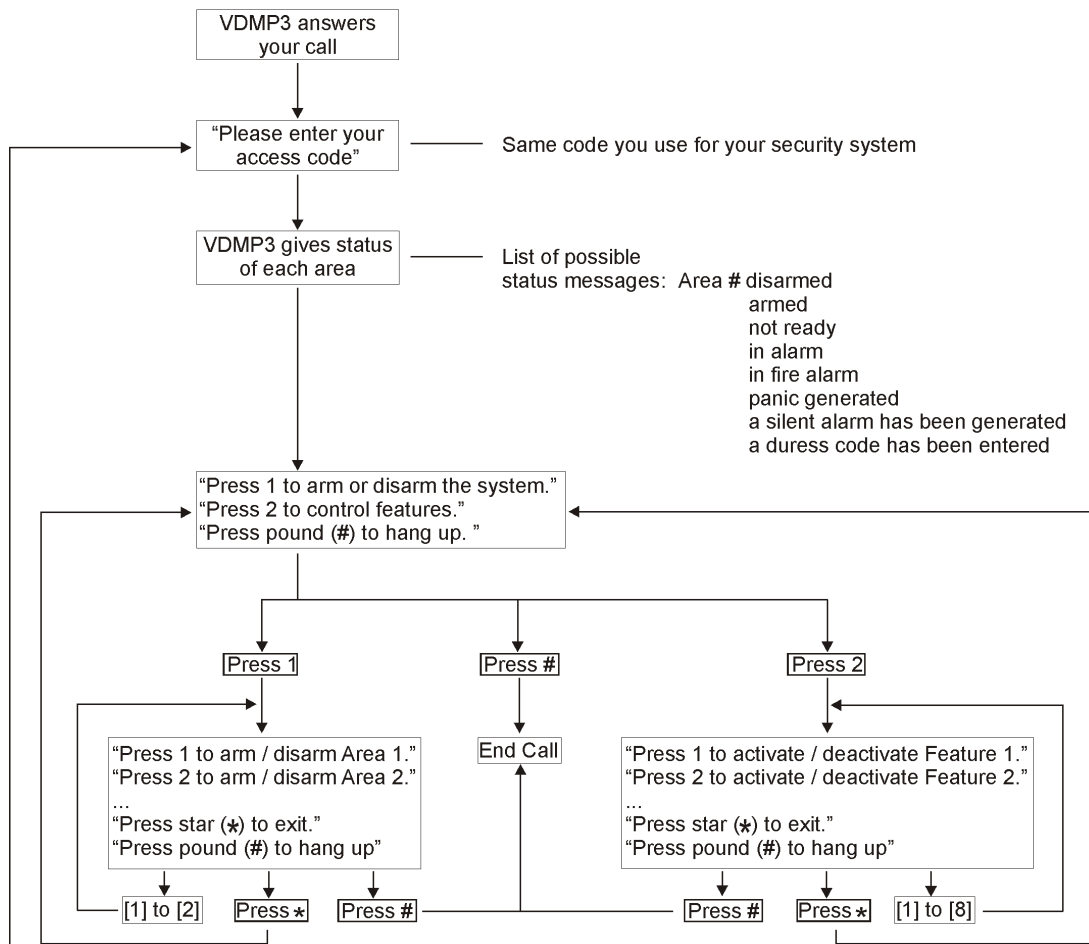 VDMP3 answers
your call
“Please enter your
access code”
Same code you use for your security system
VDMP3 gives status
of each area
List of possible
status messages: Area # disarmed
armed
not ready
in alarm
in fire alarm
panic generated
a silent alarm has been generated
a duress code has been entered
“Press 1 to arm or disarm the system.”
“Press 2 to control features.”
“Press pound (#) to hang up. ”
Press 1
Press #
Press 2
“Press 1 to arm / disarm Area 1.”
“Press 2 to arm / disarm Area 2.”
...
“Press star (*) to exit.”
“Press pound (#) to hang up”
End Call
“Press 1 to activate / deactivate Feature 1.”
“Press 2 to activate / deactivate Feature 2.”
...
“Press star (*) to exit.”
“Press pound (#) to hang up”
[1] to [2]
Press *
Press #
Press #
Press *
[1] to [8]